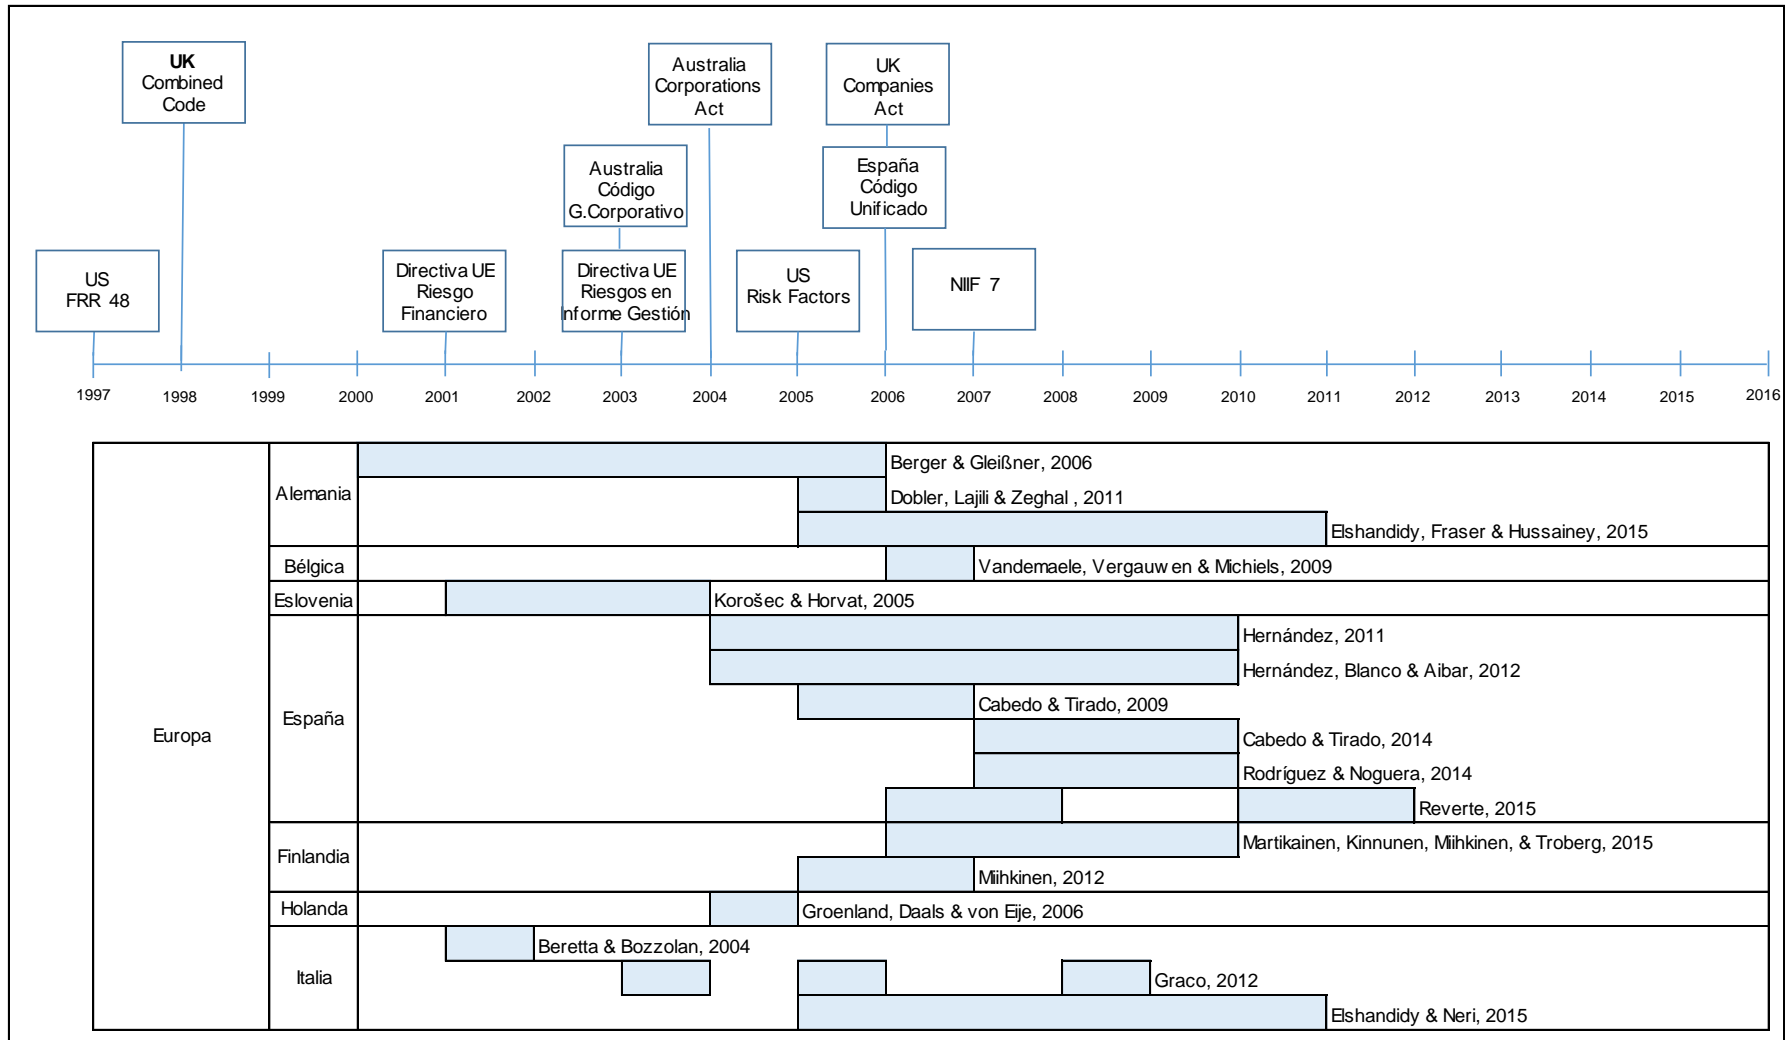 UK
Combined
Code
Australia
Corporations
Act
UK
Companies
Act
Australia
Código
G.Corporativo
España
Código
Unificado
US
FRR 48
Directiva UE
Riesgo
Financiero
Directiva UE
Riesgos en
Informe Gestión
US
Risk Factors
NIIF 7
1997 1998 1999 2000 2001 2002 2003 2004 2005 2006 2007 2008 2009 2010 2011 2012 2013 2014 2015 2016
Europa
Alemania
Berger & Gleißner, 2006
Dobler, Lajili & Zeghal , 2011
Elshandidy, Fraser & Hussainey, 2015
Bélgica
Vandemaele, Vergauwen & Michiels, 2009
Eslovenia
Korošec & Horvat, 2005
España
Hernández, 2011
Hernández, Blanco & Aibar, 2012
Cabedo & Tirado, 2009
Cabedo & Tirado, 2014
Rodríguez & Noguera, 2014
Reverte, 2015
Finlandia
Martikainen, Kinnunen, Miihkinen, & Troberg, 2015
Miihkinen, 2012
Holanda
Groenland, Daals & von Eije, 2006
Italia
Beretta & Bozzolan, 2004
Graco, 2012
Elshandidy & Neri, 2015